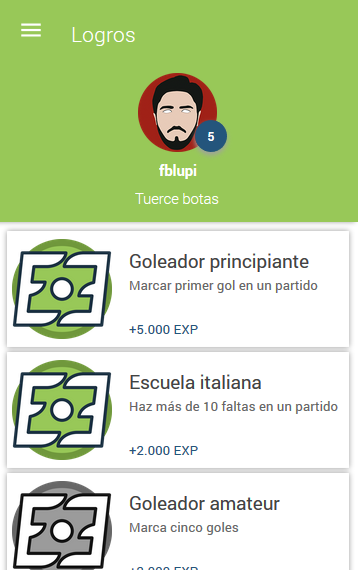 Logros
5
fblupi
Tuerce botas
Goleador principiante
Marcar primer gol en un partido
+5.000 EXP
Escuela italiana
Haz más de 10 faltas en un partido
+2.000 EXP
Goleador amateur
Marca cinco goles